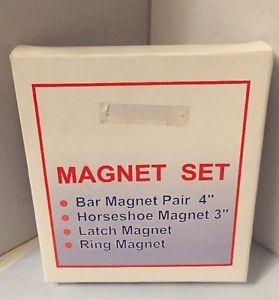 MAGNET SET
Bar Magnet Pair 4"
Horseshoe Magnet 3"
Latch Magnet
Ring Magnet